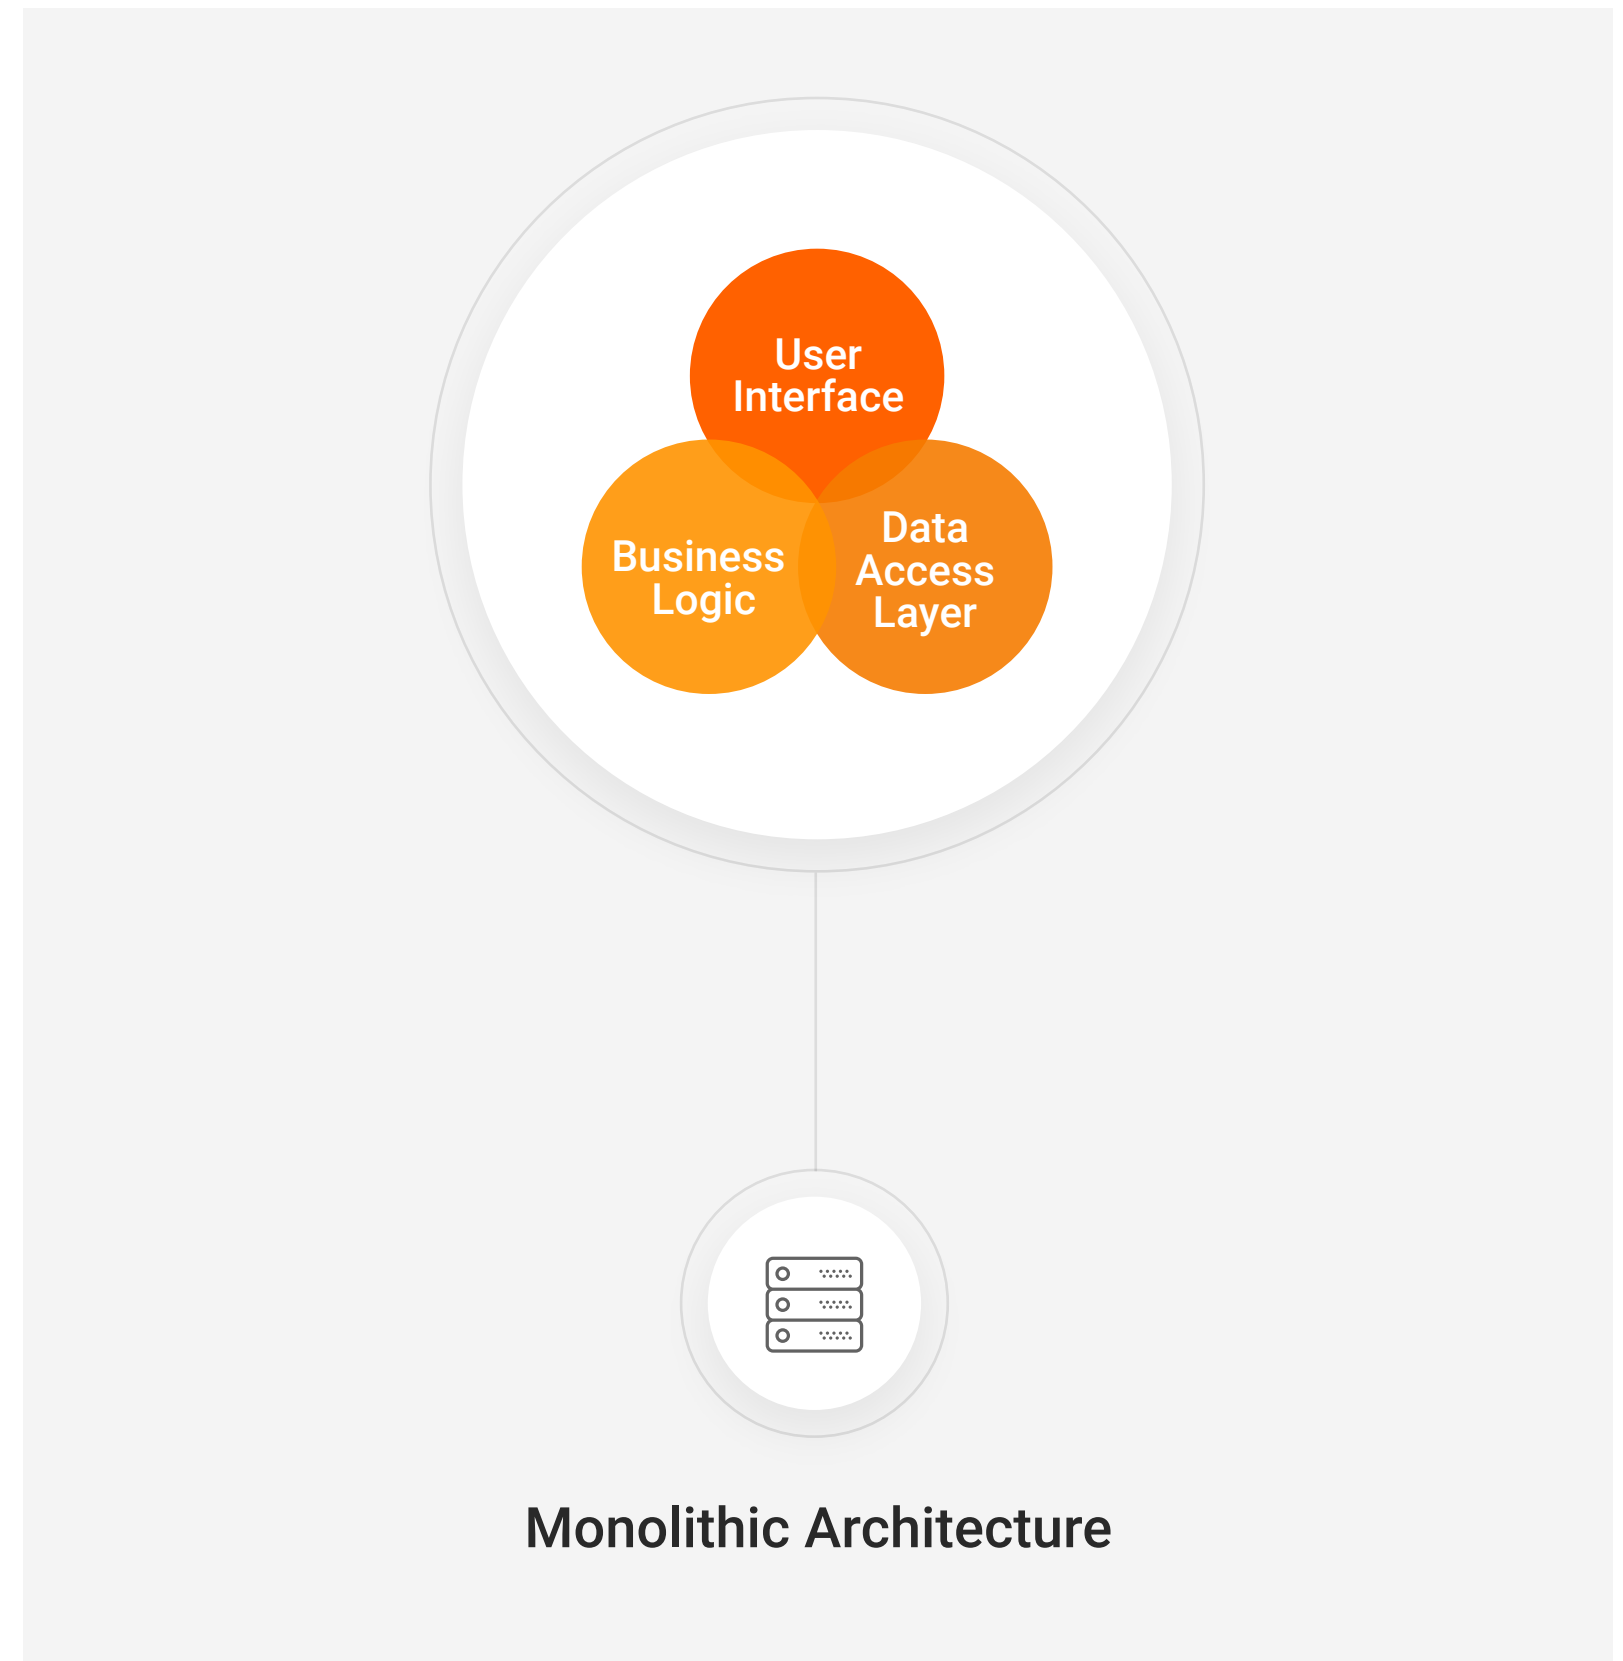 User
Interface
Business
Logic
Data
Access
Layer
Monolithic Architecture